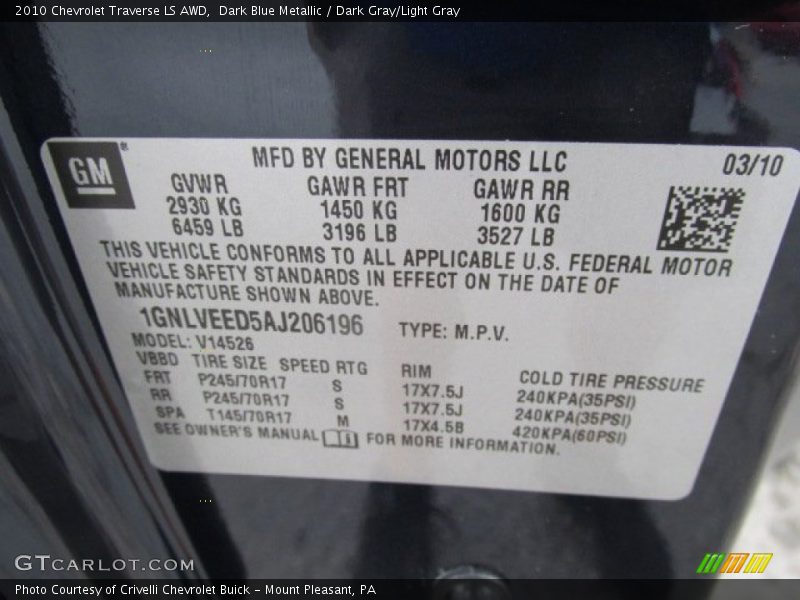 2010 Chevrolet Traverse LS AWD,  Dark Blue Metallic / Dark Gray/Light Gray
GM®
MFD BY GENERAL MOTORS LLC 03/10
GVWR GAWR FRT GAWR RR
2930 KG 1450 KG 1600 KG
6459 LB 3196 LB 3527 LB
THIS VEHICLE CONFORMS TO ALL APPLICABLE U.S. FEDERAL MOTOR
VEHICLE SAFETY STANDARDS IN EFFECT ON THE DATE OF
MANUFACTURE SHOWN ABOVE.
1GNLVEED5AJ206196 TYPE: M.P.V.
MODEL: V14526
VBBD TIRE SIZE SPEED RTG RIM COLD TIRE PRESSURE
FRT P245/70R17 S 17X7.5J 240KPA(35PSI)
RR P245/70R17 S 17X7.5J 240KPA(35PSI)
SPA T145/70R17 M 17X4.5B 420KPA(60PSI)
SEE OWNER'S MANUAL FOR MORE INFORMATION.
GTCARLOT.COM
Photo Courtesy of Crivelli Chevrolet Buick – Mount Pleasant, PA